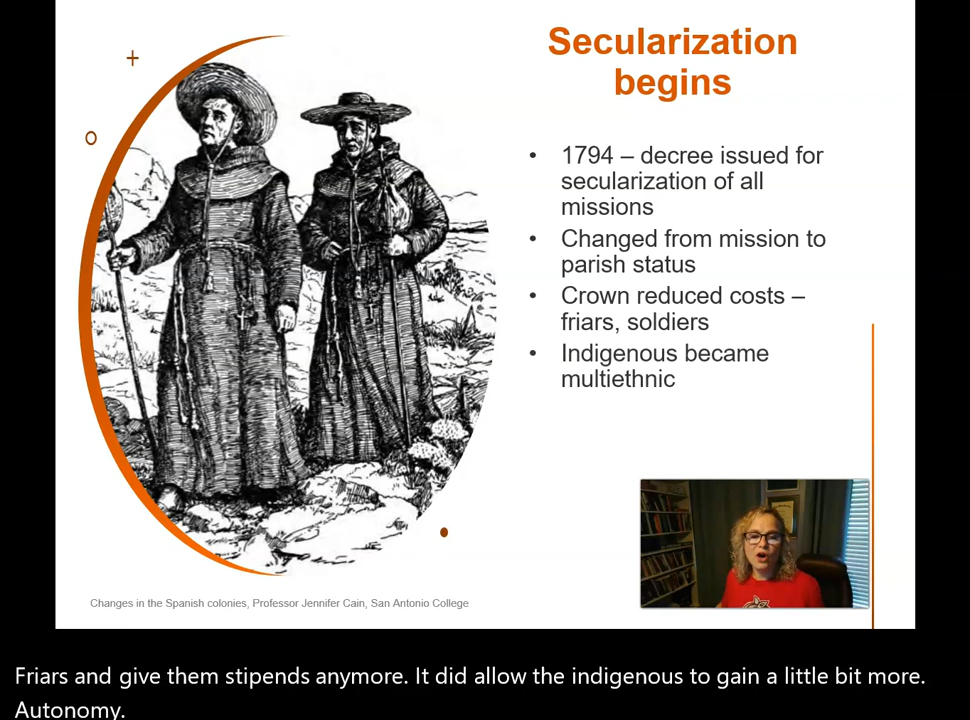 Secularization
begins
• 1794 – decree issued for
secularization of all
missions
• Changed from mission to
parish status
• Crown reduced costs –
friars, soldiers
• Indigenous became
multiethnic
Changes in the Spanish colonies, Professor Jennifer Cain, San Antonio College
Friars and give them stipends anymore. It did allow the indigenous to gain a little bit more.
Autonomy.